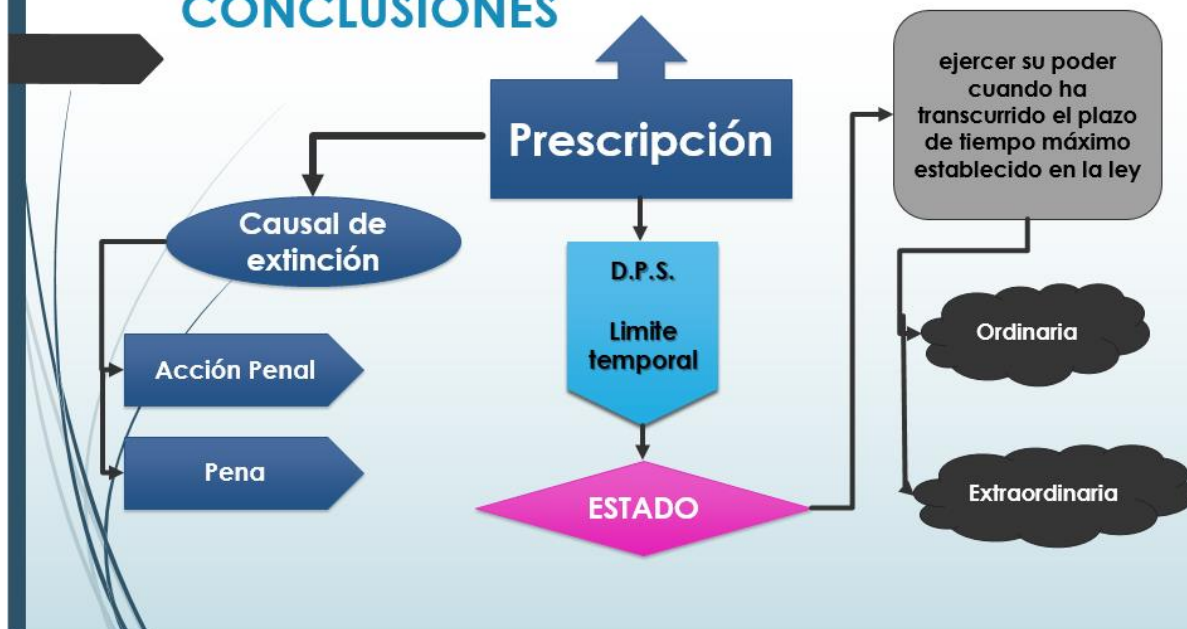 CONCLUSIONES
Prescripción
Causal de
extinción
Acción Penal
Pena
D.P.S.
Limite
temporal
ESTADO
ejercer su poder
cuando ha
transcurrido el plazo
de tiempo máximo
establecido en la ley
Ordinaria
Extraordinaria